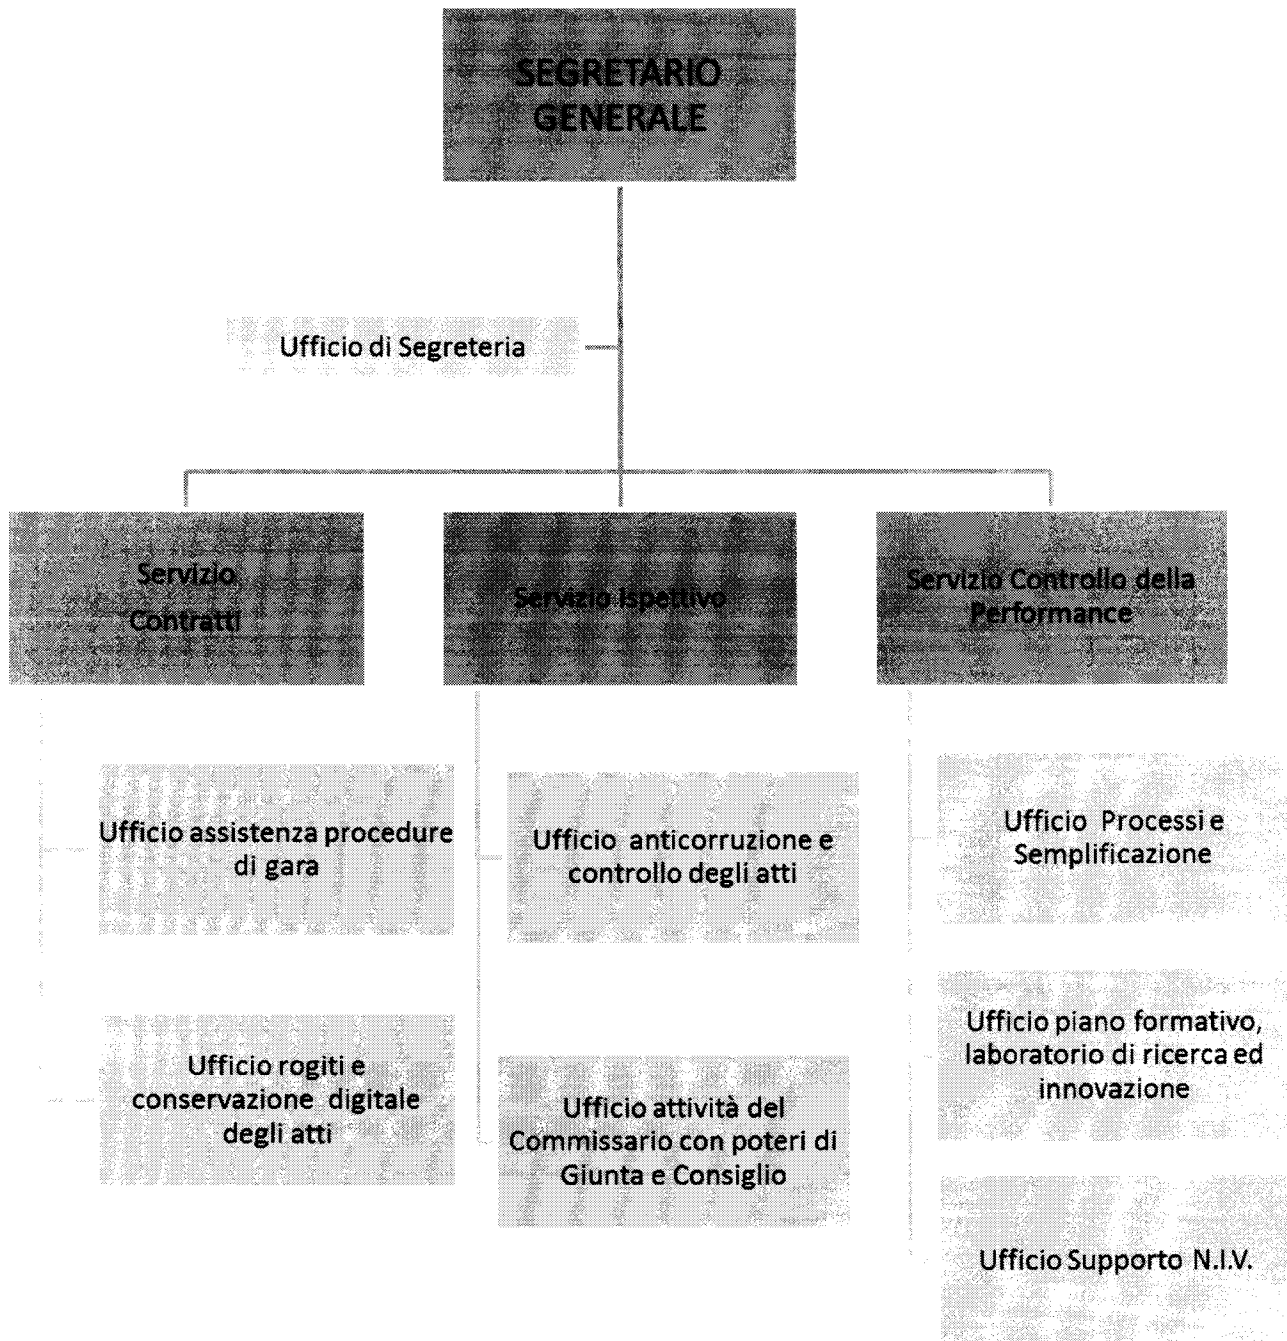 SEGRETARIO
GENERALE
Ufficio di Segreteria
Servizio
Contratti
Servizio Ispettivo
Servizio Controllo della
Performance
Ufficio assistenza procedure
di gara
Ufficio anticorruzione e
controllo degli atti
Ufficio Processi e
Semplificazione
Ufficio rogiti e
conservazione digitale
degli atti
Ufficio attività del
Commissario con poteri di
Giunta e Consiglio
Ufficio piano formativo,
laboratorio di ricerca ed
innovazione
Ufficio Supporto N.I.V.